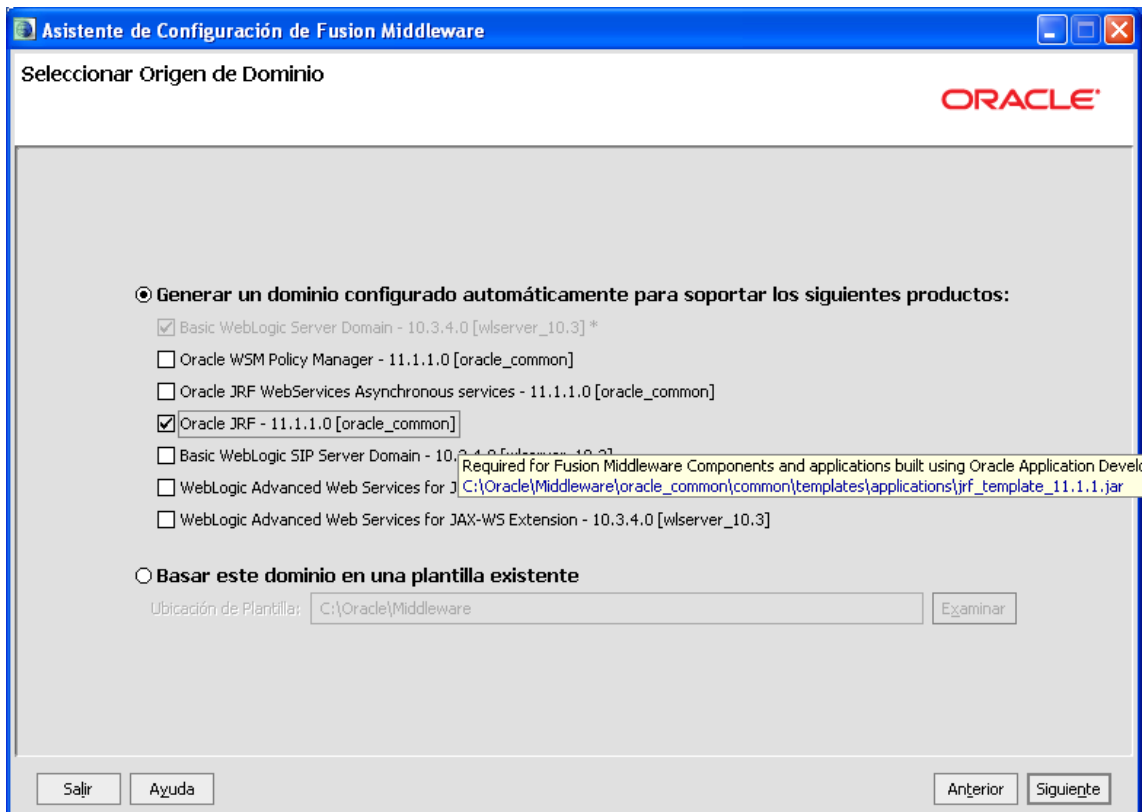 Asistente de Configuración de Fusion Middleware
Seleccionar Origen de Dominio
ORACLE
Generar un dominio configurado automáticamente para soportar los siguientes productos:
Basic WebLogic Server Domain - 10.3.4.0 [wlserver_10.3] *
Oracle WSM Policy Manager - 11.1.1.0 [oracle_common]
Oracle JRF WebServices Asynchronous services - 11.1.1.0 [oracle_common]
Oracle JRF - 11.1.1.0 [oracle_common]
Basic WebLogic SIP Server Domain - 10.3.4.0 [wlserver_10.3]
Required for Fusion Middleware Components and applications built using Oracle Application Develo
WebLogic Advanced Web Services for J
C:\Oracle\Middleware\oracle_common\common\templates\applications\jrf_template_11.1.1.jar
WebLogic Advanced Web Services for JAX-WS Extension - 10.3.4.0 [wlserver_10.3]
Basar este dominio en una plantilla existente
Ubicación de Plantilla: C:\Oracle\Middleware Examinar
Salir Ayuda Anterior Siguiente